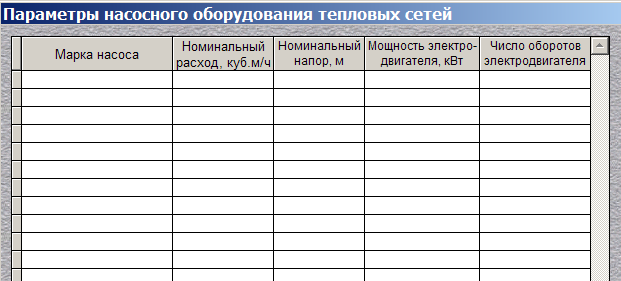 Параметры насосного оборудования тепловых сетей
Марка насоса
Номинальный
расход, куб.м/ч
Номинальный
напор, м
Мощность электро-
двигателя, кВт
Число оборотов
электродвигателя